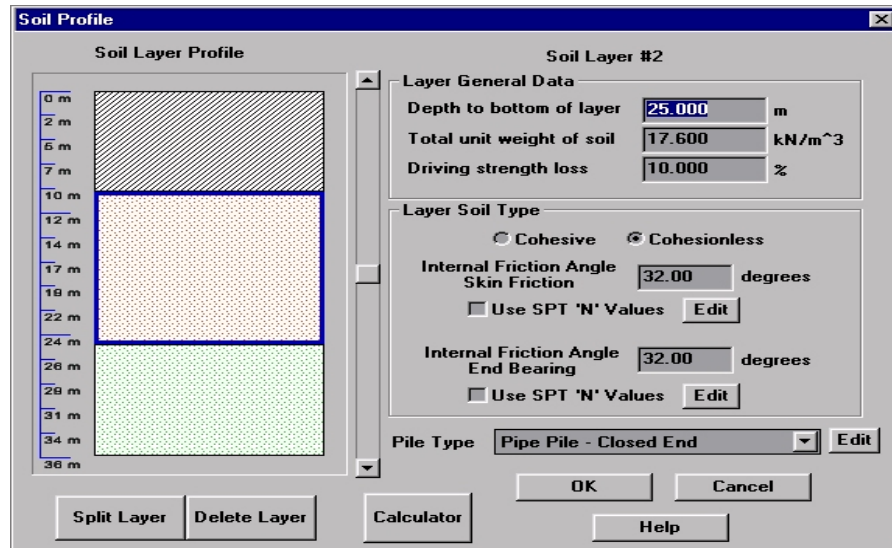 Soil Profile
Soil Layer Profile
0 m
2 m
5 m
7 m
10 m
12 m
14 m
17 m
19 m
22 m
24 m
26 m
29 m
31 m
34 m
36 m
Split Layer
Delete Layer
Calculator
Soil Layer #2
Layer General Data
Depth to bottom of layer 25.000 m
Total unit weight of soil 17.600 kN/m^3
Driving strength loss 10.000 %
Layer Soil Type
Cohesive Cohesionless
Internal Friction Angle
Skin Friction 32.00 degrees
Use SPT 'N' Values Edit
Internal Friction Angle
End Bearing 32.00 degrees
Use SPT 'N' Values Edit
Pile Type Pipe Pile - Closed End Edit
OK Cancel
Help